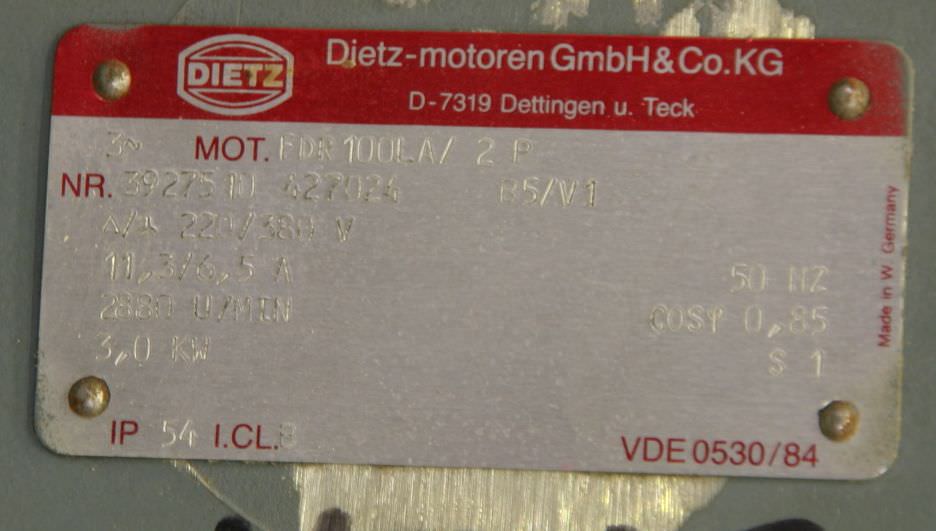 DIETZ
Dietz-motoren GmbH & Co. KG
D-7319 Dettingen u. Teck
3~ MOT. FDR 100LA/ 2 P
NR. 3927510 427024 B5/V1
△/⅄ 220/380 V
11,3/6,5 A 50 HZ
2880 U/MIN COSφ 0,85
3,0 KW S 1
IP 54 I.CL.B
VDE 0530/84
Made in W. Germany